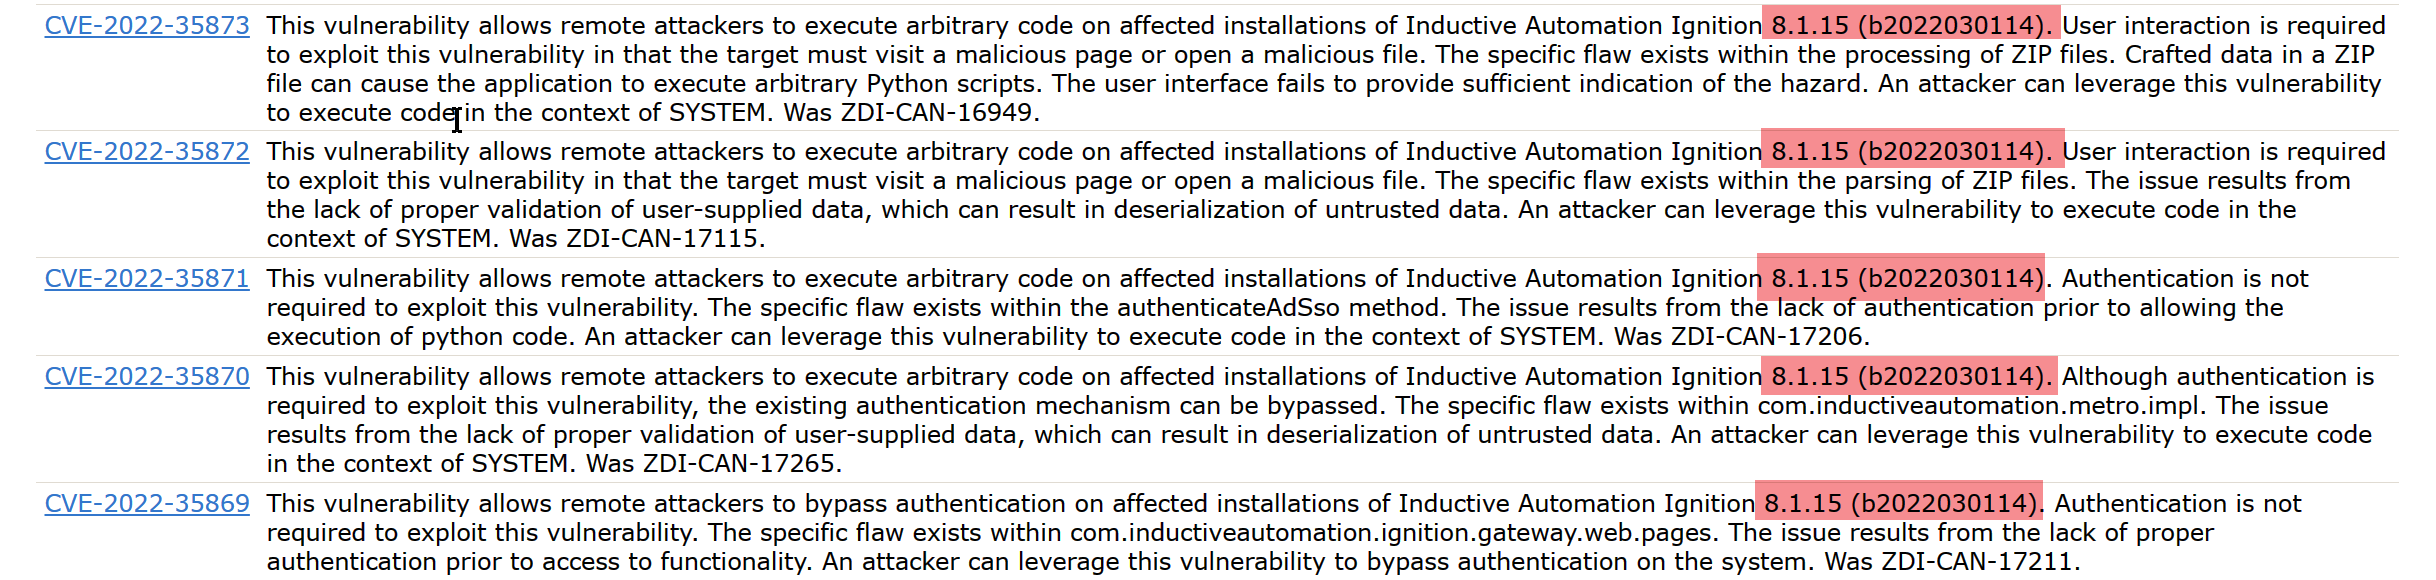 CVE-2022-35873 This vulnerability allows remote attackers to execute arbitrary code on affected installations of Inductive Automation Ignition 8.1.15 (b2022030114). User interaction is required
to exploit this vulnerability in that the target must visit a malicious page or open a malicious file. The specific flaw exists within the processing of ZIP files. Crafted data in a ZIP
file can cause the application to execute arbitrary Python scripts. The user interface fails to provide sufficient indication of the hazard. An attacker can leverage this vulnerability
to execute code in the context of SYSTEM. Was ZDI-CAN-16949.
CVE-2022-35872 This vulnerability allows remote attackers to execute arbitrary code on affected installations of Inductive Automation Ignition 8.1.15 (b2022030114). User interaction is required
to exploit this vulnerability in that the target must visit a malicious page or open a malicious file. The specific flaw exists within the parsing of ZIP files. The issue results from
the lack of proper validation of user-supplied data, which can result in deserialization of untrusted data. An attacker can leverage this vulnerability to execute code in the
context of SYSTEM. Was ZDI-CAN-17115.
CVE-2022-35871 This vulnerability allows remote attackers to execute arbitrary code on affected installations of Inductive Automation Ignition 8.1.15 (b2022030114). Authentication is not
required to exploit this vulnerability. The specific flaw exists within the authenticateAdSso method. The issue results from the lack of authentication prior to allowing the
execution of python code. An attacker can leverage this vulnerability to execute code in the context of SYSTEM. Was ZDI-CAN-17206.
CVE-2022-35870 This vulnerability allows remote attackers to execute arbitrary code on affected installations of Inductive Automation Ignition 8.1.15 (b2022030114). Although authentication is
required to exploit this vulnerability, the existing authentication mechanism can be bypassed. The specific flaw exists within com.inductiveautomation.metro.impl. The issue
results from the lack of proper validation of user-supplied data, which can result in deserialization of untrusted data. An attacker can leverage this vulnerability to execute code
in the context of SYSTEM. Was ZDI-CAN-17265.
CVE-2022-35869 This vulnerability allows remote attackers to bypass authentication on affected installations of Inductive Automation Ignition 8.1.15 (b2022030114). Authentication is not
required to exploit this vulnerability. The specific flaw exists within com.inductiveautomation.ignition.gateway.web.pages. The issue results from the lack of proper
authentication prior to access to functionality. An attacker can leverage this vulnerability to bypass authentication on the system. Was ZDI-CAN-17211.